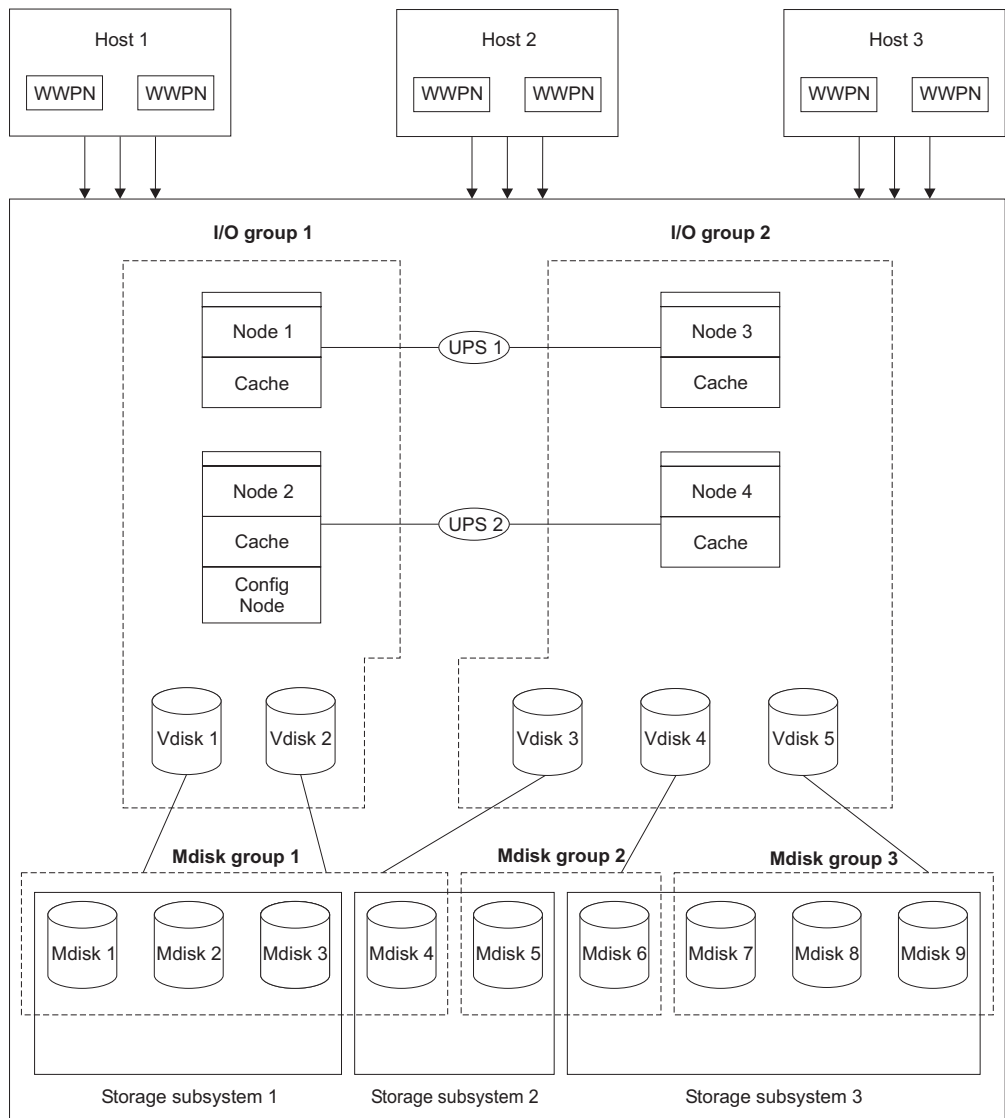 Host 1
Host 2
Host 3
WWPN
WWPN
WWPN
WWPN
WWPN
WWPN
I/O group 1
I/O group 2
Node 1
Cache
UPS 1
Node 3
Cache
Node 2
Cache
Config
Node
UPS 2
Node 4
Cache
Vdisk 1
Vdisk 2
Vdisk 3
Vdisk 4
Vdisk 5
Mdisk group 1
Mdisk group 2
Mdisk group 3
Mdisk 1
Mdisk 2
Mdisk 3
Mdisk 4
Mdisk 5
Mdisk 6
Mdisk 7
Mdisk 8
Mdisk 9
Storage subsystem 1
Storage subsystem 2
Storage subsystem 3